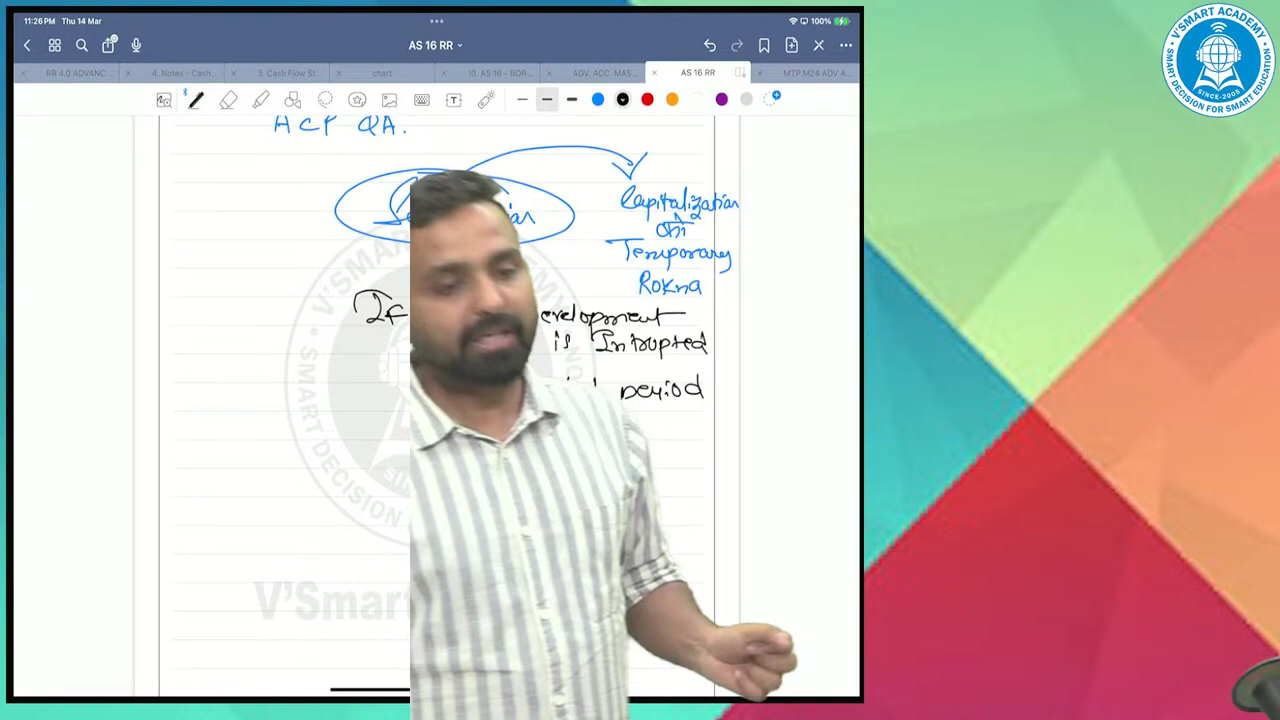 11:26 PM Thu 14 Mar
100%
AS 16 RR
RR 4.0 ADVANC...
4. Notes - Cash...
3. Cash Flow St...
chart
10. AS 16 - BOR...
ADV. ACC. MAS...
AS 16 RR
MTP M24 ADV A...
ACP QA.
Capitalization
Temporary
Rokna
If evelopment
is Intrupted
period
V'SMART ACADEMY
SMART DECISION FOR SMART EDUCATION
SINCE-2005
V'Smar